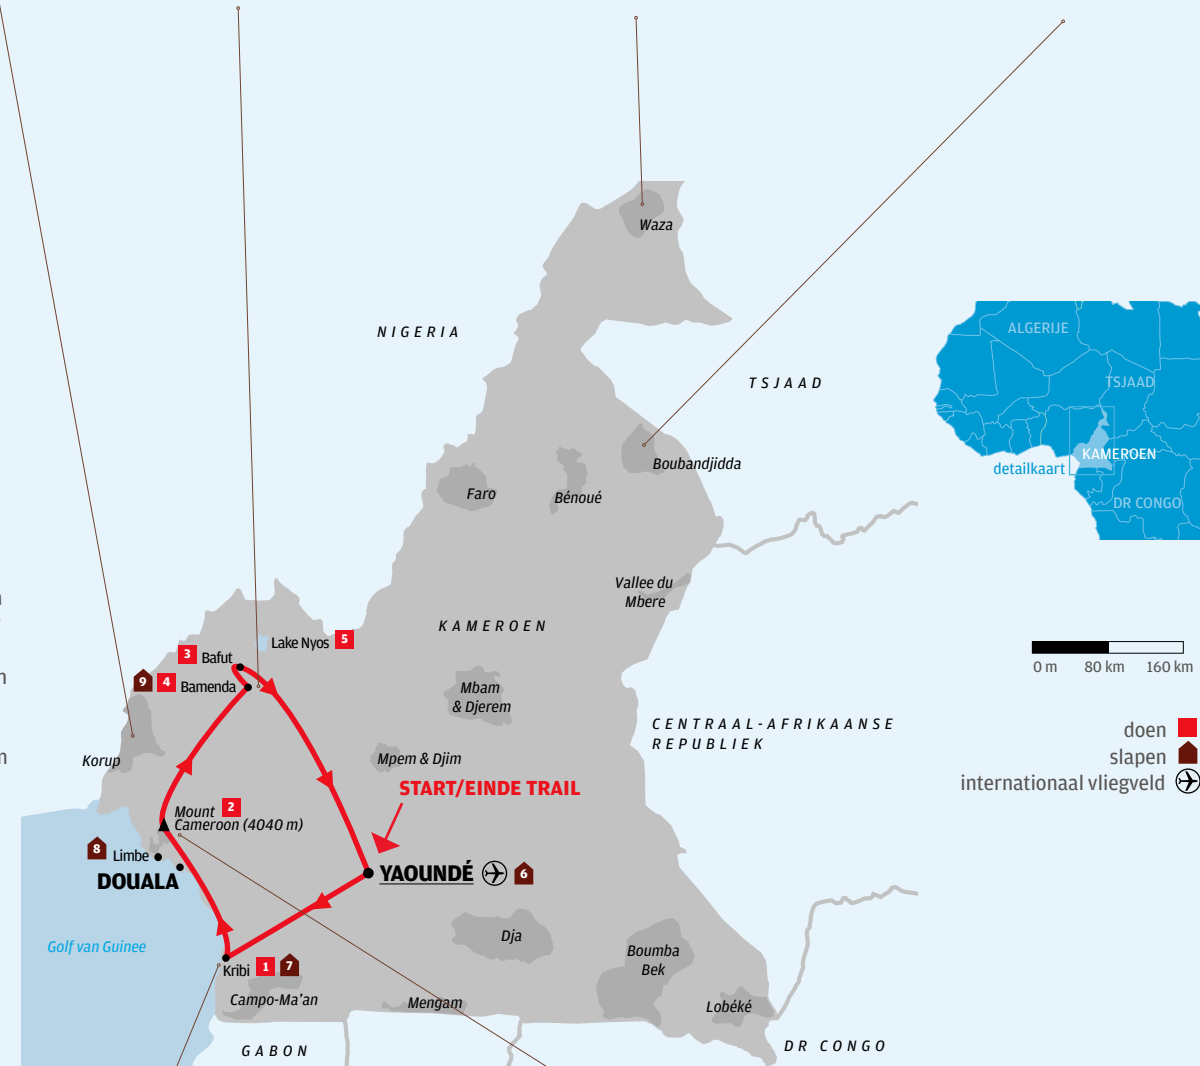 Waza
NIGERIA
TSJAAD
Boubandjidda
Faro
Bénoué
Vallee du
Mbere
KAMEROEN
Lake Nyos 5
3 Bafut
9 4 Bamenda
Mbam
& Djerem
CENTRAAL-AFRIKAANSE
REPUBLIEK
Korup
Mpem & Djim
START/EINDE TRAIL
Mount 2
Cameroon (4040 m)
8 Limbe
DOUALA
YAOUNDÉ 6
Golf van Guinee
Dja
Boumba
Bek
Kribi 1 7
Campo-Ma'an
Mengam
Lobéké
GABON
DR CONGO
ALGERIJE
TSJAAD
KAMEROEN
detailkaart
DR CONGO
0 m 80 km 160 km
doen
slapen
internationaal vliegveld